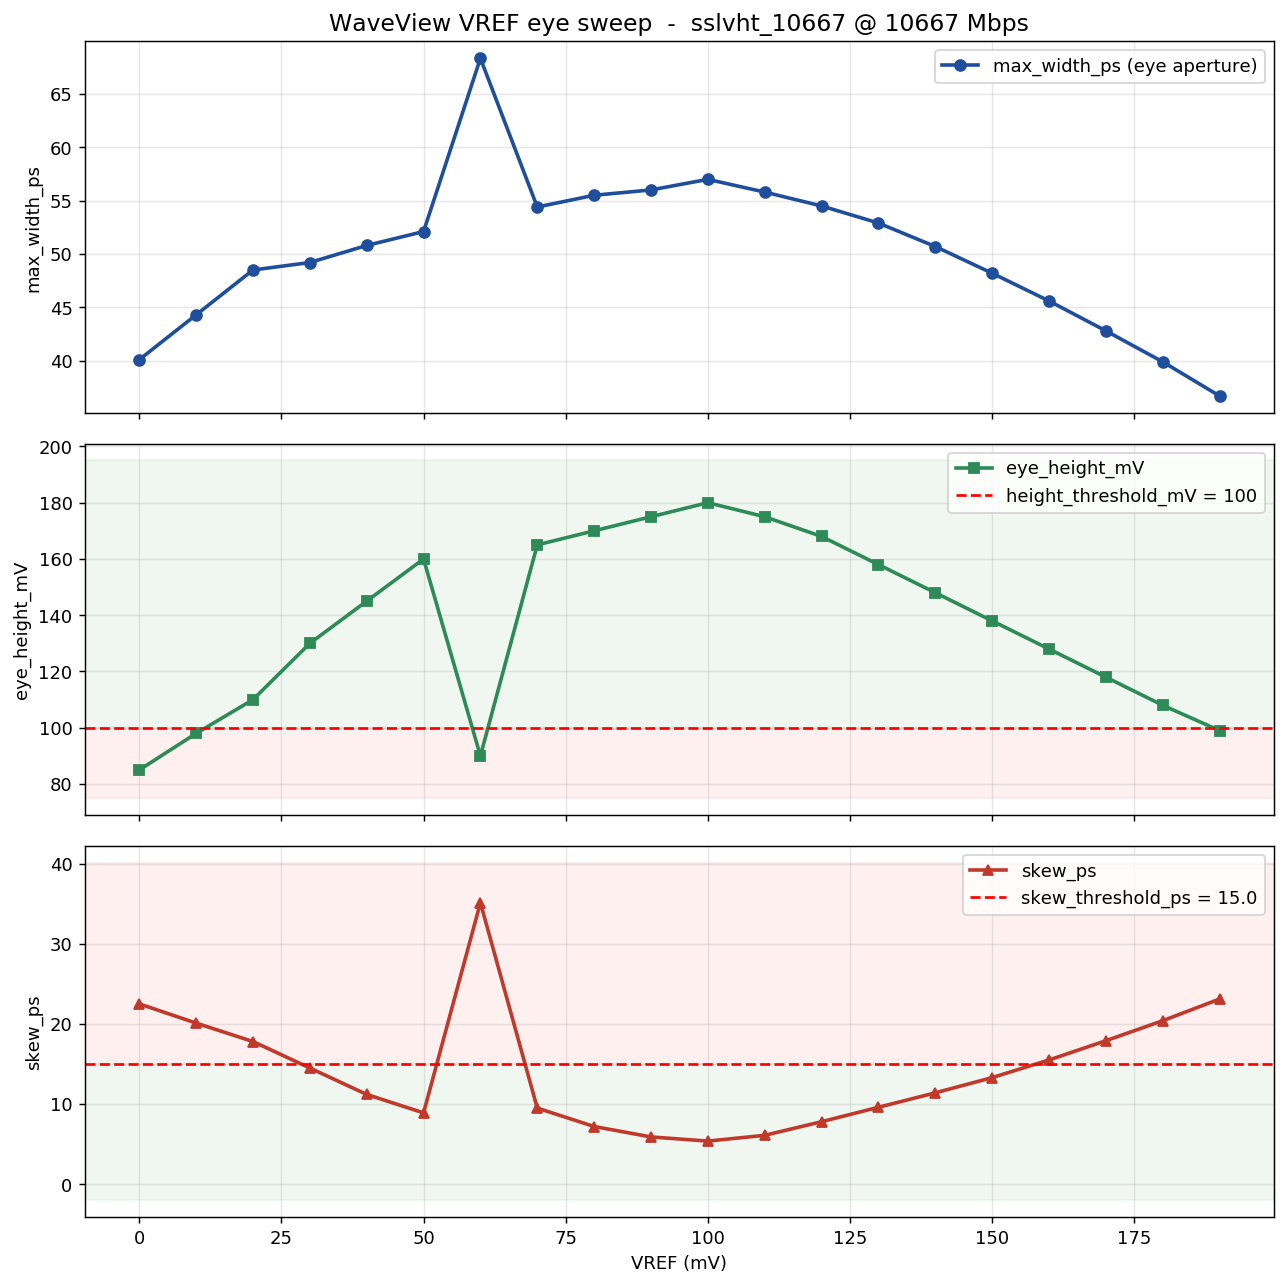 WaveView VREF eye sweep  -  sslvht_10667 @ 10667 Mbps
max_width_ps (eye aperture)
max_width_ps
65
60
55
50
45
40
eye_height_mV
height_threshold_mV = 100
eye_height_mV
200
180
160
140
120
100
80
skew_ps
skew_threshold_ps = 15.0
skew_ps
40
30
20
10
0
0 25 50 75 100 125 150 175
VREF (mV)